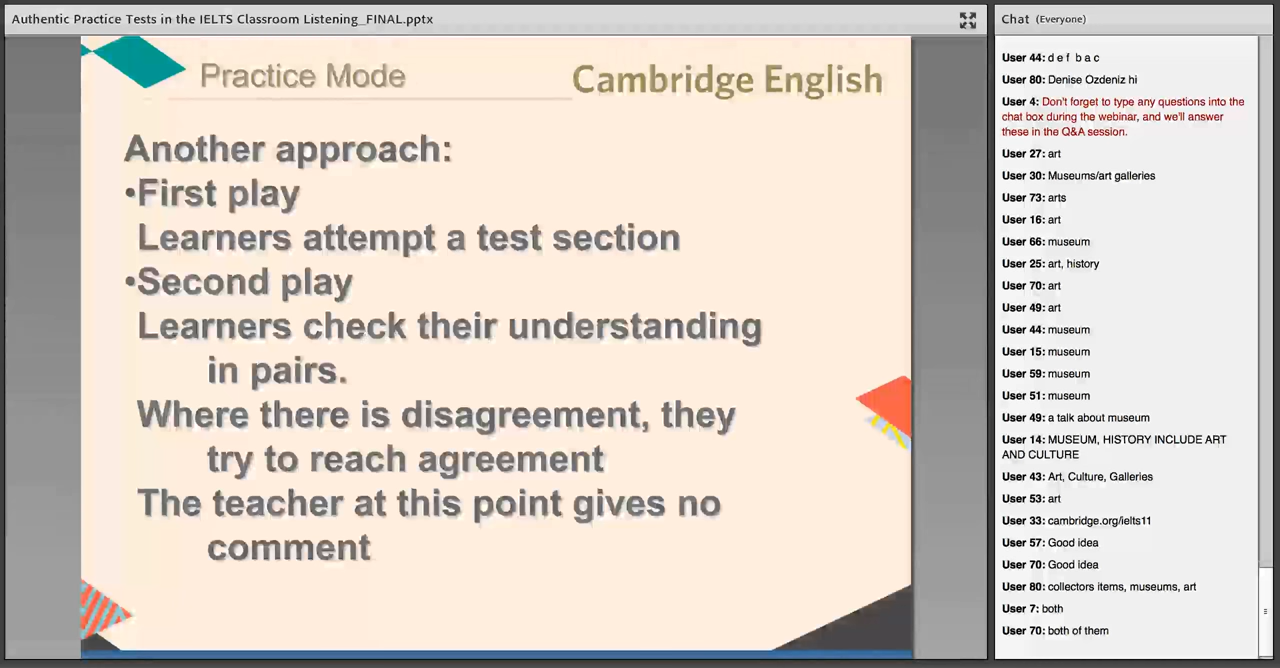 Authentic Practice Tests in the IELTS Classroom Listening_FINAL.pptx
Practice Mode
Cambridge English
Another approach:
•First play
Learners attempt a test section
•Second play
Learners check their understanding
in pairs.
Where there is disagreement, they
try to reach agreement
The teacher at this point gives no
comment
Chat (Everyone)
User 44: d e f b a c
User 80: Denise Ozdeniz hi
User 4: Don't forget to type any questions into the
chat box during the webinar, and we'll answer
these in the Q&A session.
User 27: art
User 30: Museums/art galleries
User 73: arts
User 16: art
User 66: museum
User 25: art, history
User 70: art
User 49: art
User 44: museum
User 15: museum
User 59: museum
User 51: museum
User 49: a talk about museum
User 14: MUSEUM, HISTORY INCLUDE ART
AND CULTURE
User 43: Art, Culture, Galleries
User 53: art
User 33: cambridge.org/ielts11
User 57: Good idea
User 70: Good idea
User 80: collectors items, museums, art
User 7: both
User 70: both of them